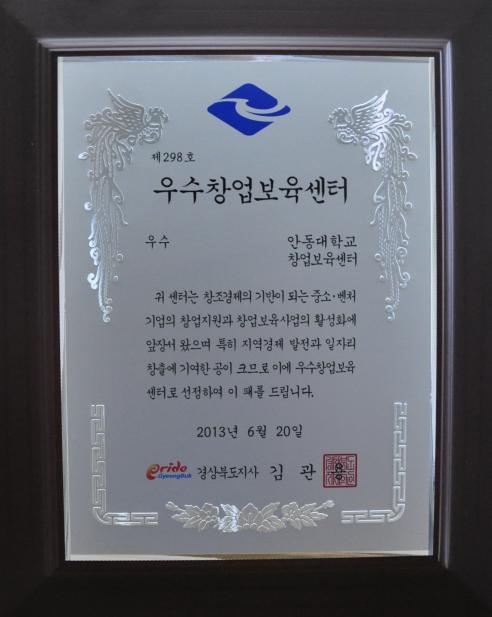 제298호
우수창업보육센터
우수 안동대학교
창업보육센터
귀 센터는 창조경제의 기반이 되는 중소·벤처
기업의 창업지원과 창업보육사업의 활성화에
앞장서 왔으며 특히 지역경제 발전과 일자리
창출에 기여한 공이 크므로 이에 우수창업보육
센터로 선정하여 이 패를 드립니다.
2013년 6월 20일
Pride GyeongBuk 경상북도지사 김 관 용